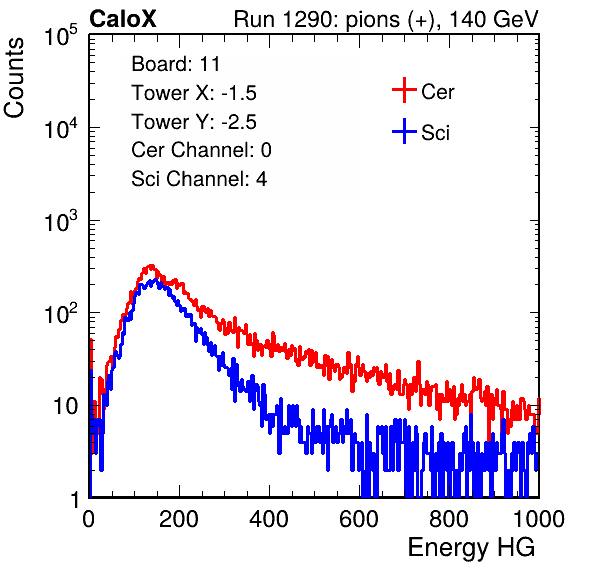 CaloX Run 1290: pions (+), 140 GeV
Counts
Board: 11
Tower X: -1.5
Tower Y: -2.5
Cer Channel: 0
Sci Channel: 4
Cer
Sci
10^5
10^4
10^3
10^2
10
1
0 200 400 600 800 1000
Energy HG